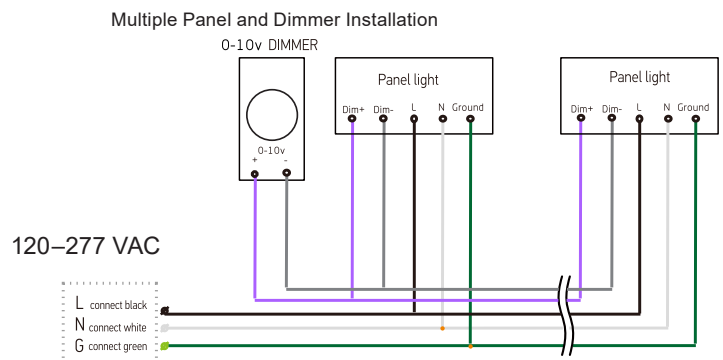 Multiple Panel and Dimmer Installation
0-10v DIMMER
0-10v
+ -
Panel light
Dim+ Dim- L N Ground
Panel light
Dim+ Dim- L N Ground
120–277 VAC
L connect black
N connect white
G connect green